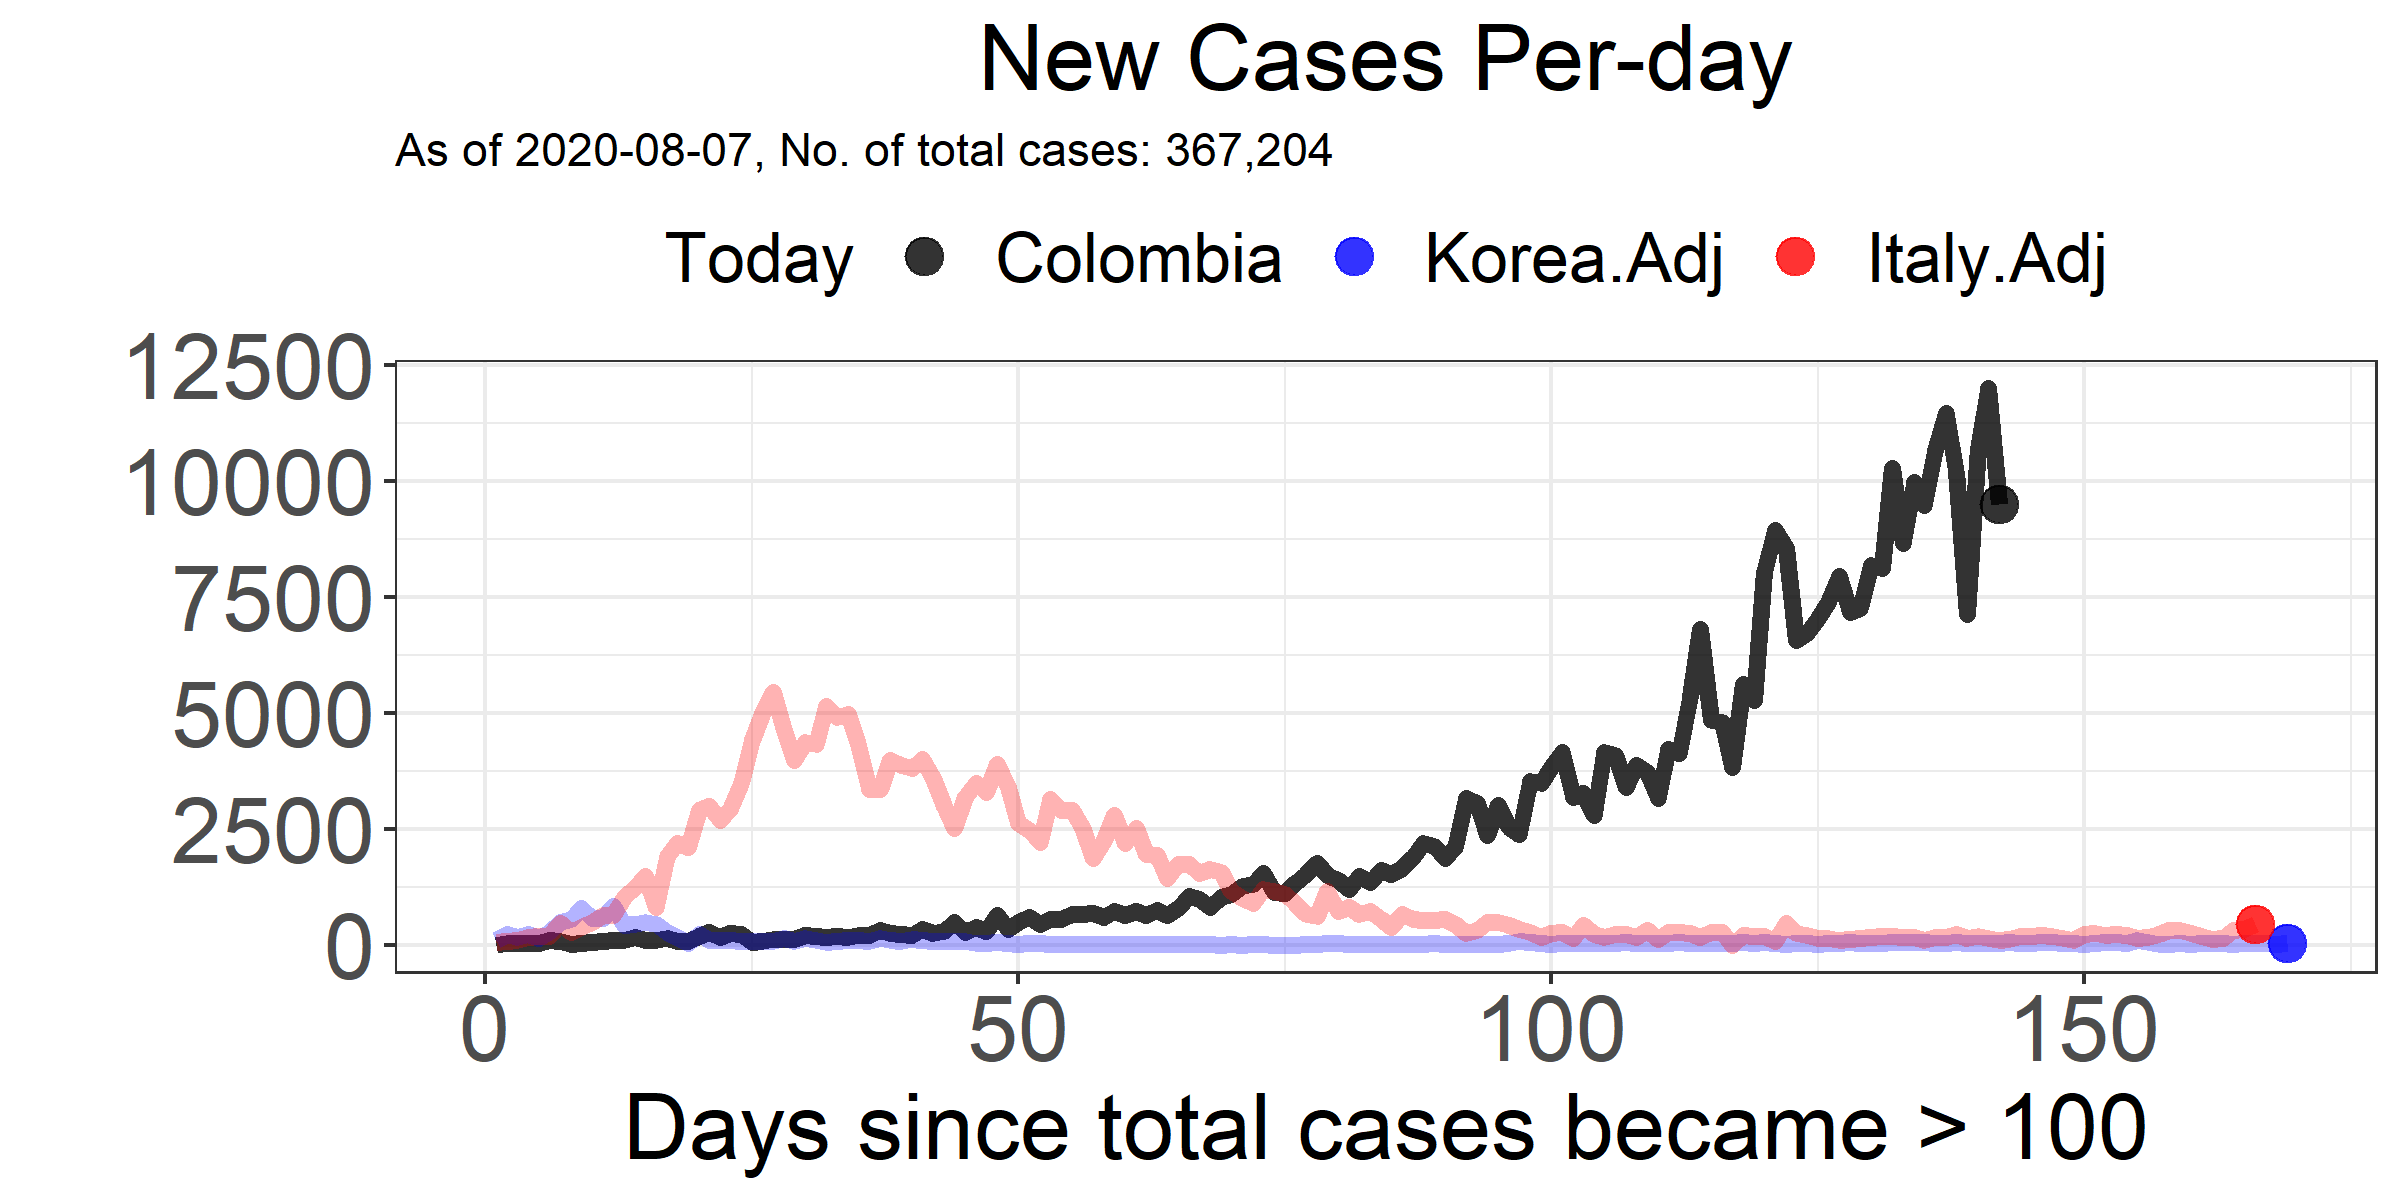 New Cases Per-day
As of 2020-08-07, No. of total cases: 367,204
Today Colombia Korea.Adj Italy.Adj
12500
10000
7500
5000
2500
0
0 50 100 150
Days since total cases became > 100